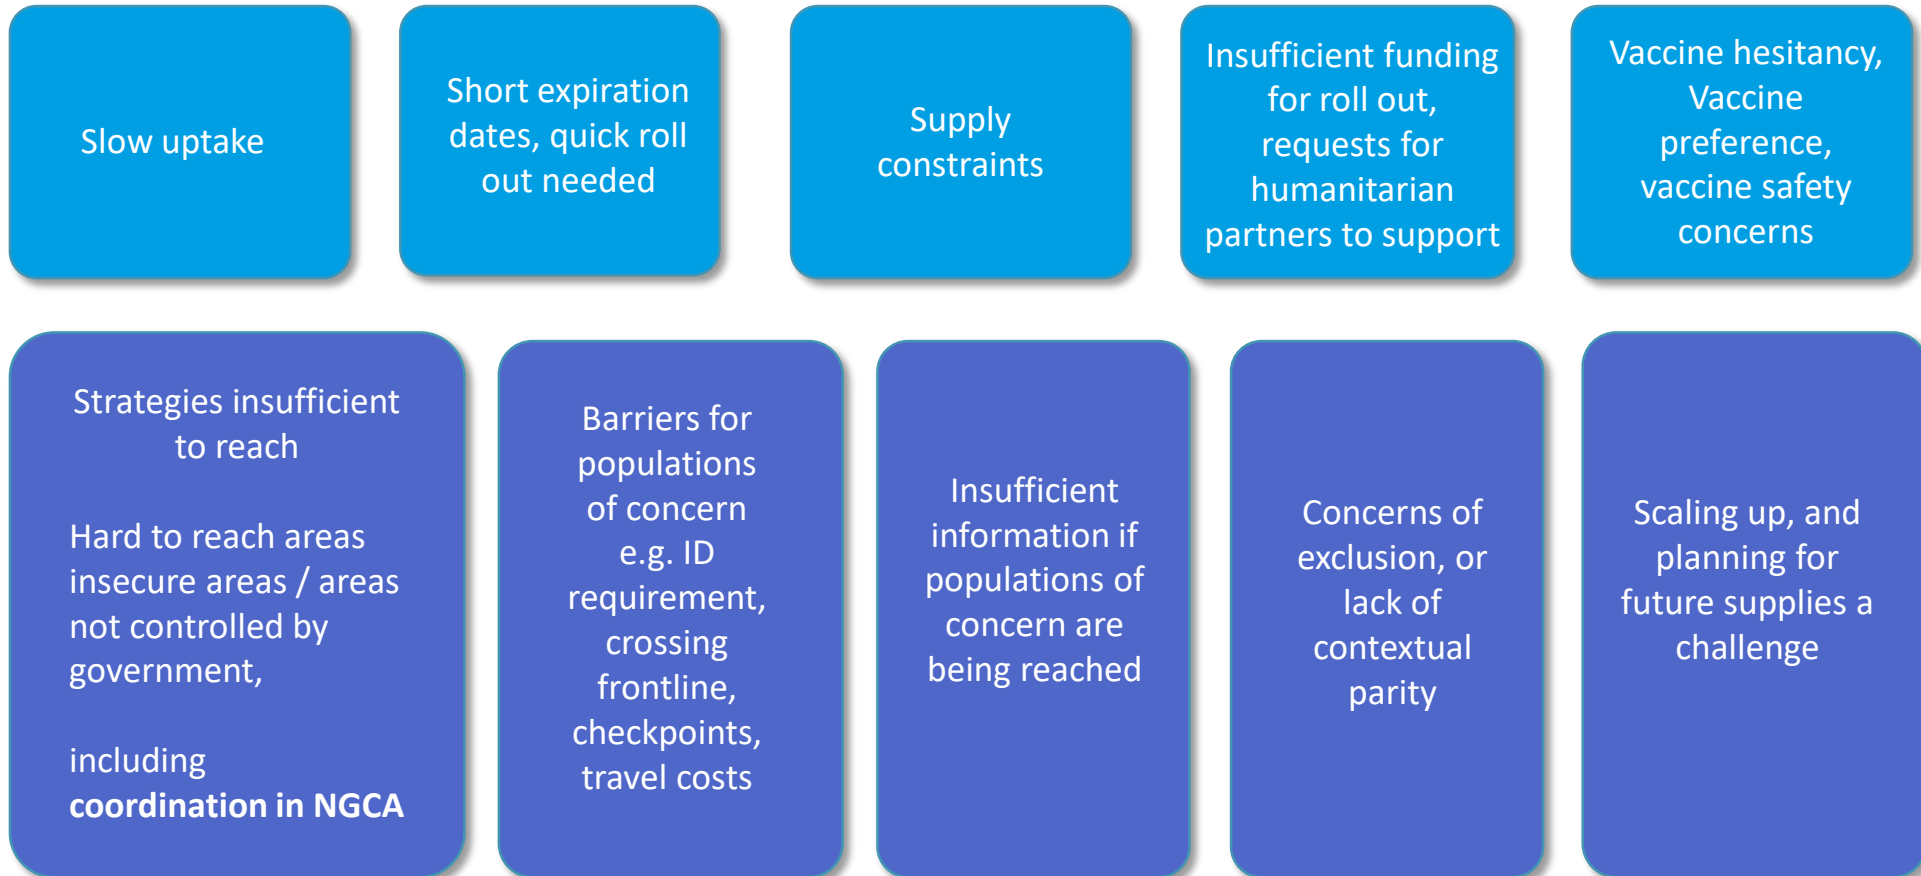 Slow uptake
Short expiration
dates, quick roll
out needed
Supply
constraints
Insufficient funding
for roll out,
requests for
humanitarian
partners to support
Vaccine hesitancy,
Vaccine
preference,
vaccine safety
concerns
Strategies insufficient
to reach
Hard to reach areas
insecure areas / areas
not controlled by
government,
including
coordination in NGCA
Barriers for
populations
of concern
e.g. ID
requirement,
crossing
frontline,
checkpoints,
travel costs
Insufficient
information if
populations of
concern are
being reached
Concerns of
exclusion, or
lack of
contextual
parity
Scaling up, and
planning for
future supplies a
challenge